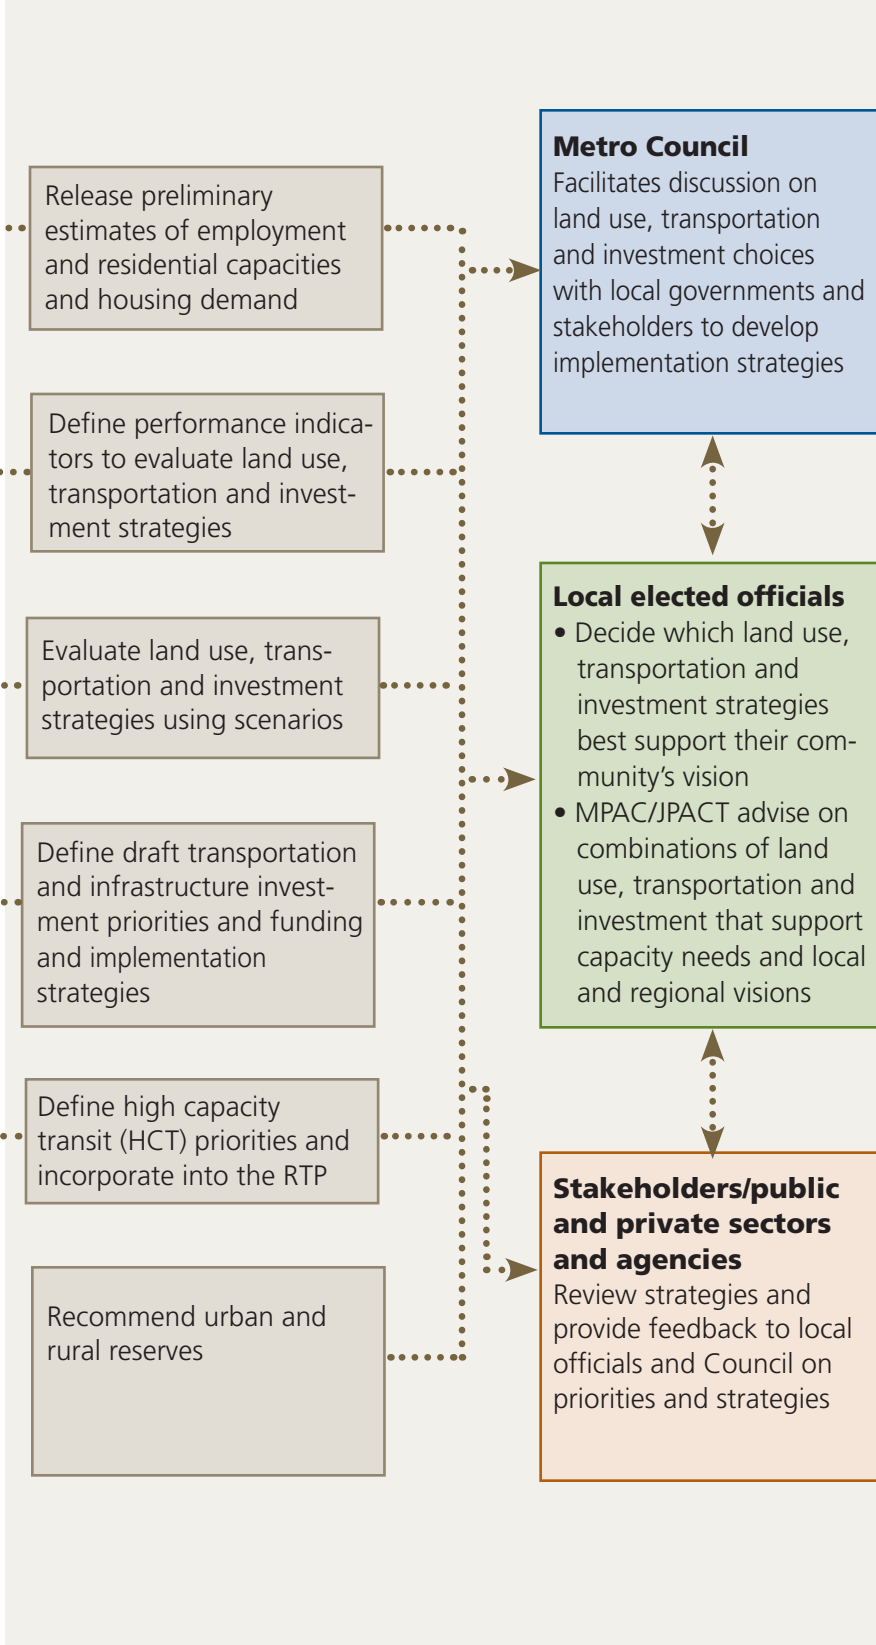 Release preliminary
estimates of employment
and residential capacities
and housing demand
Define performance indica-
tors to evaluate land use,
transportation and invest-
ment strategies
Evaluate land use, trans-
portation and investment
strategies using scenarios
Define draft transportation
and infrastructure invest-
ment priorities and funding
and implementation
strategies
Define high capacity
transit (HCT) priorities and
incorporate into the RTP
Recommend urban and
rural reserves
Metro Council
Facilitates discussion on
land use, transportation
and investment choices
with local governments and
stakeholders to develop
implementation strategies
Local elected officials
• Decide which land use,
transportation and
investment strategies
best support their com-
munity’s vision
• MPAC/JPACT advise on
combinations of land
use, transportation and
investment that support
capacity needs and local
and regional visions
Stakeholders/public
and private sectors
and agencies
Review strategies and
provide feedback to local
officials and Council on
priorities and strategies